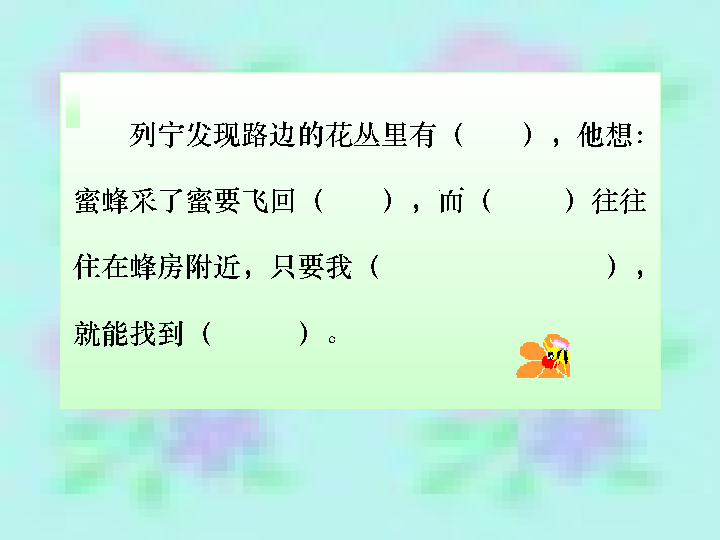 列宁发现路边的花丛里有（　　），他想：
蜜蜂采了蜜要飞回（　　），而（　　）往往
住在蜂房附近，只要我（　　　　　　　　），
就能找到（　　　）。